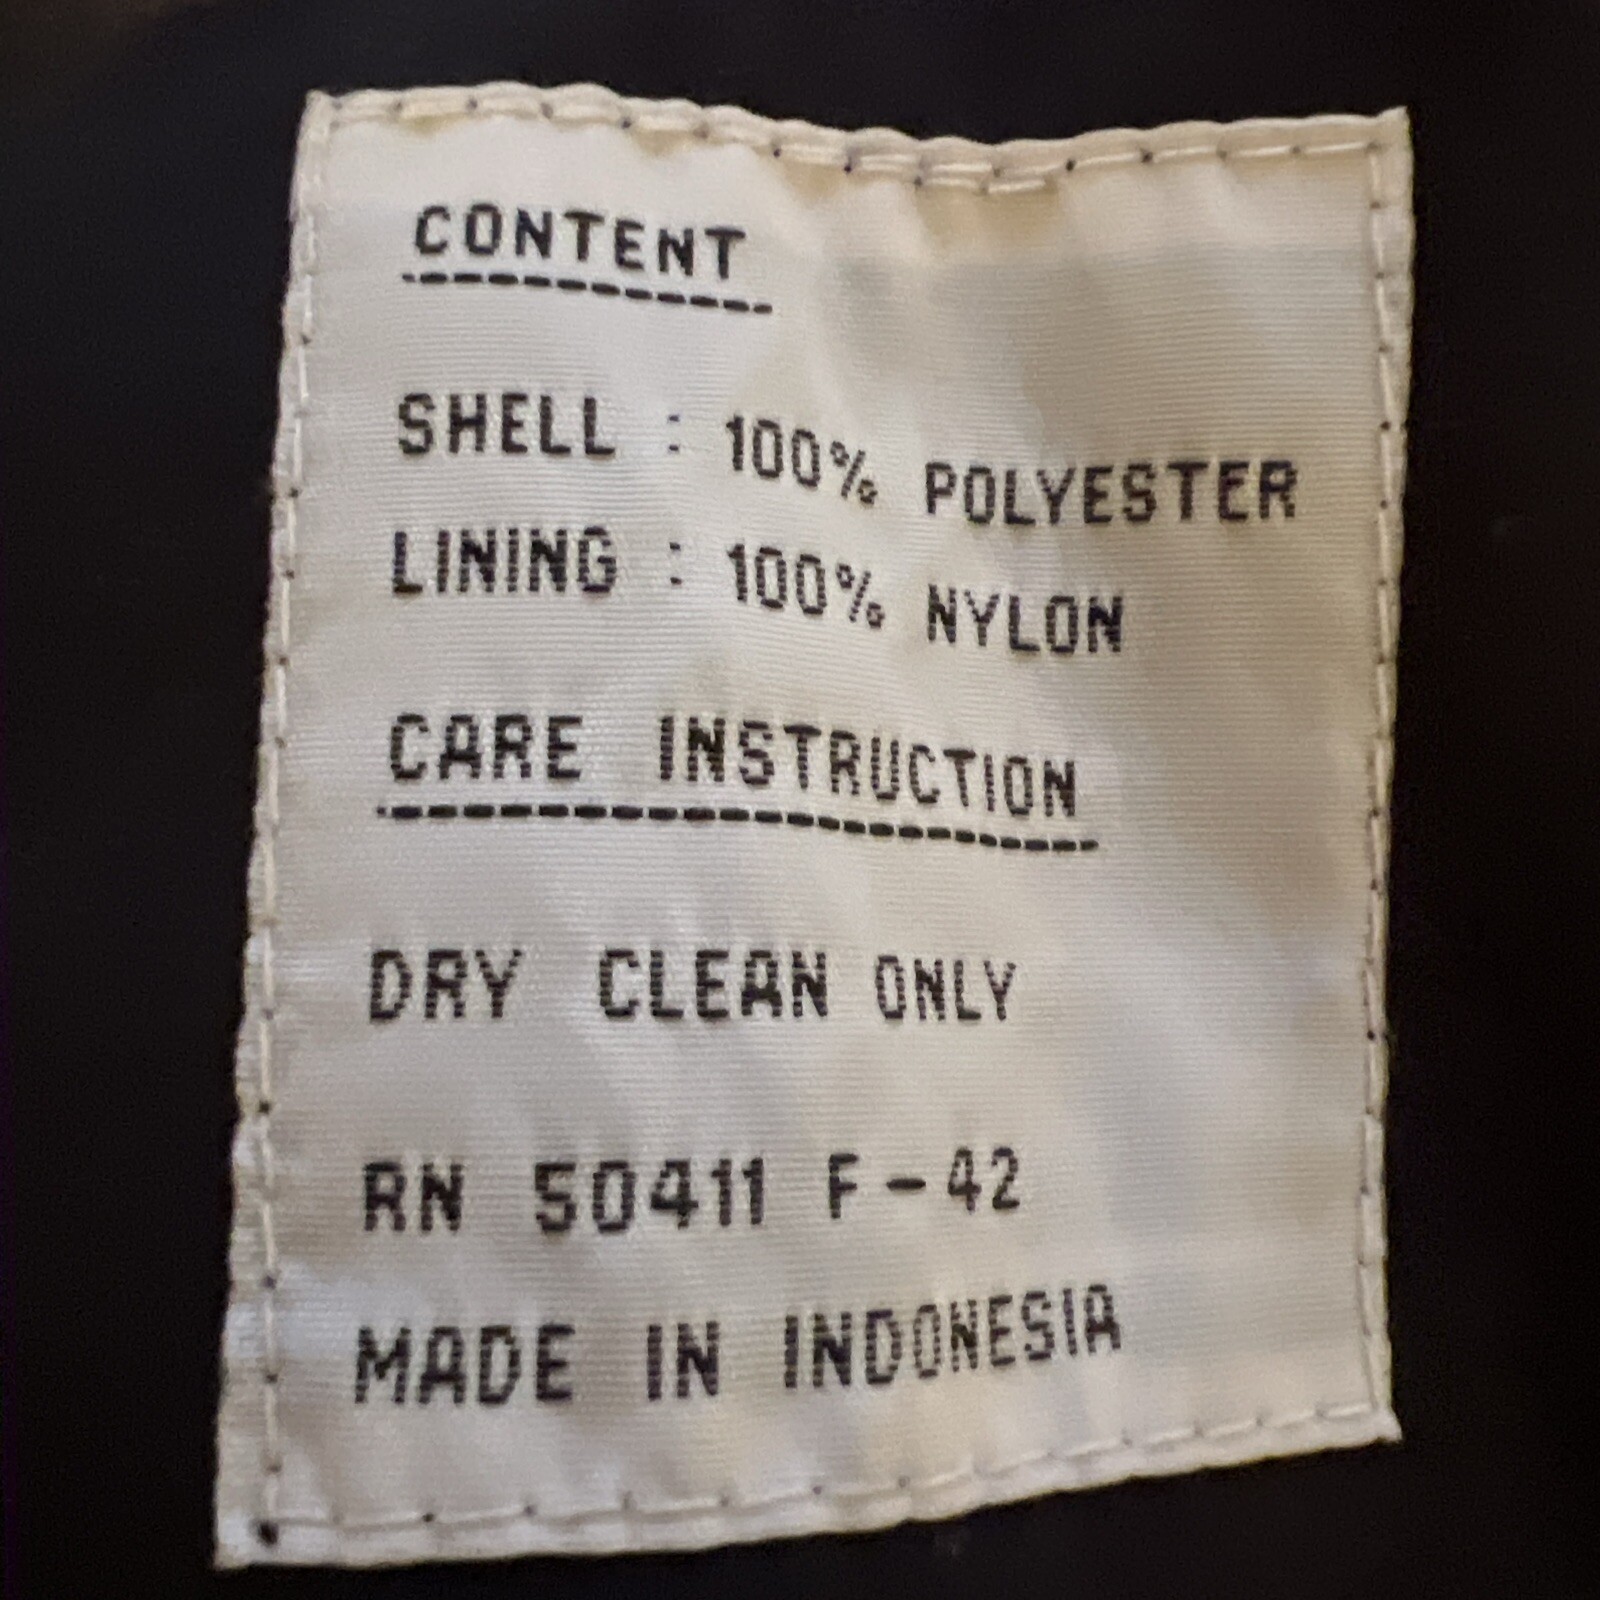 CONTENT
SHELL : 100% POLYESTER
LINING : 100% NYLON
CARE INSTRUCTION
DRY CLEAN ONLY
RN 50411 F-42
MADE IN INDONESIA